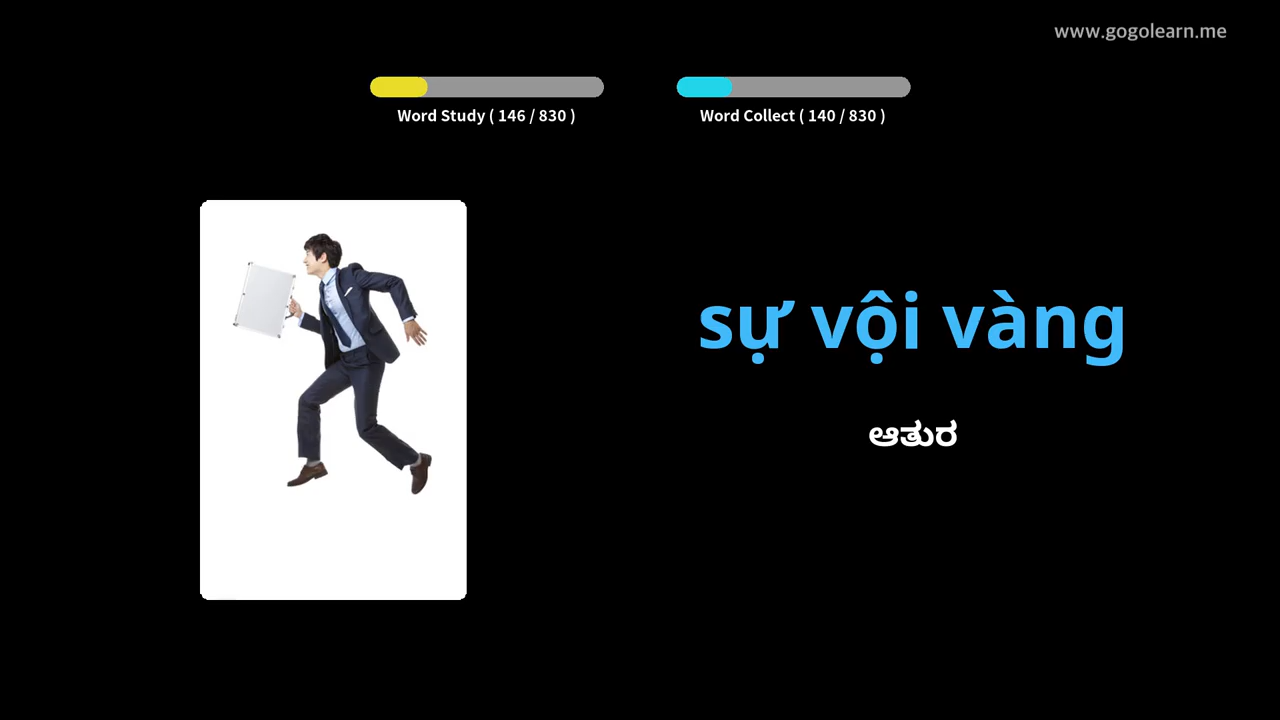 www.gogolearn.me
Word Study ( 146 / 830 )
Word Collect ( 140 / 830 )
sự vội vàng
ಆತುರ